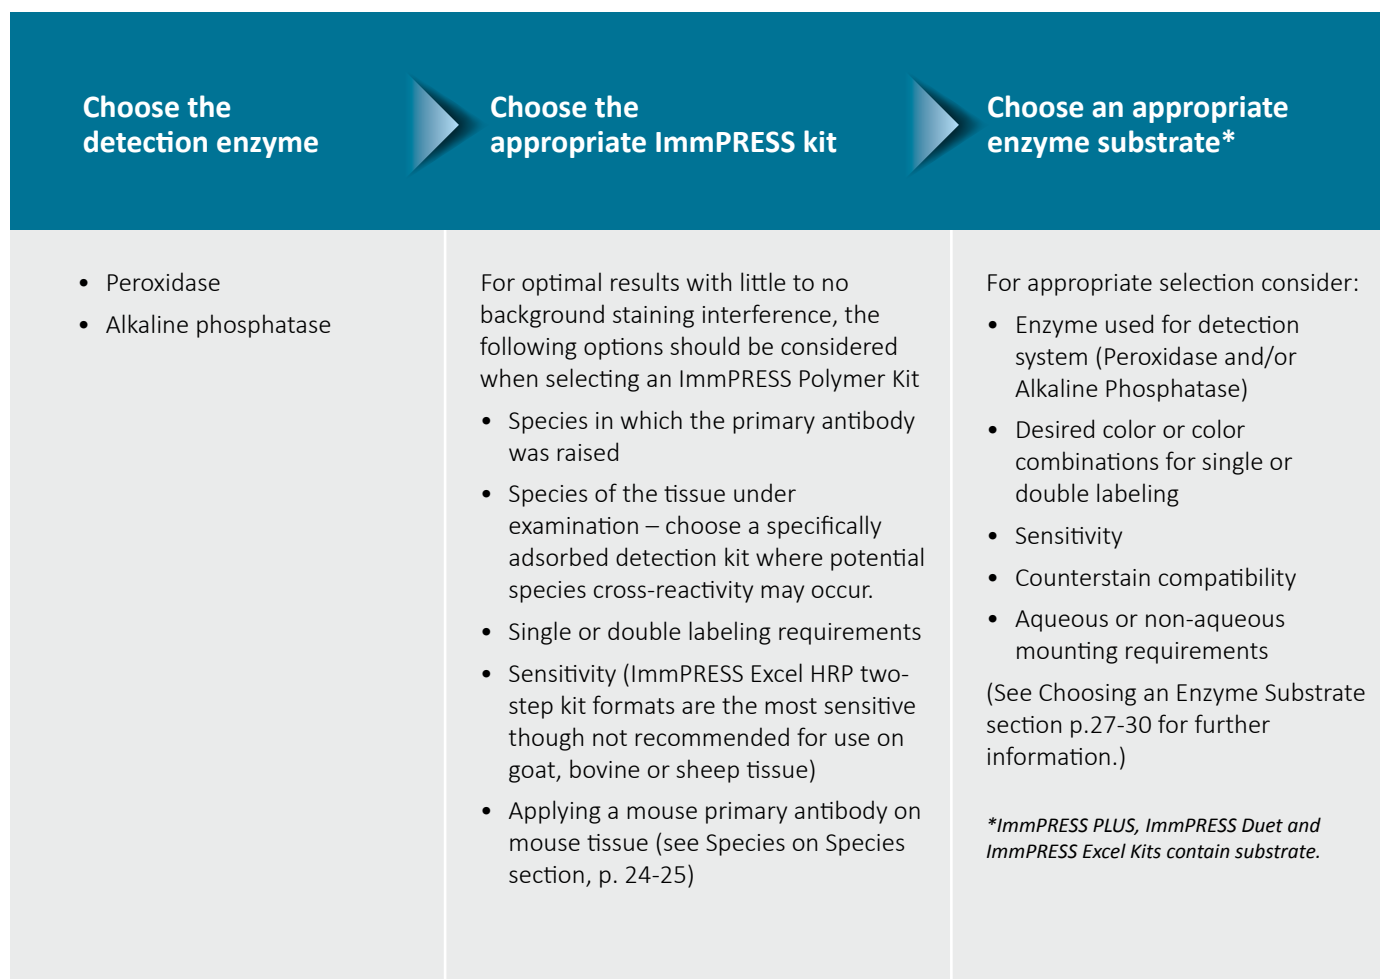 Choose the
detection enzyme
Choose the
appropriate ImmPRESS kit
Choose an appropriate
enzyme substrate*
• Peroxidase
• Alkaline phosphatase
For optimal results with little to no
background staining interference, the
following options should be considered
when selecting an ImmPRESS Polymer Kit
• Species in which the primary antibody
was raised
• Species of the tissue under
examination – choose a specifically
adsorbed detection kit where potential
species cross-reactivity may occur.
• Single or double labeling requirements
• Sensitivity (ImmPRESS Excel HRP two-
step kit formats are the most sensitive
though not recommended for use on
goat, bovine or sheep tissue)
• Applying a mouse primary antibody on
mouse tissue (see Species on Species
section, p. 24-25)
For appropriate selection consider:
• Enzyme used for detection
system (Peroxidase and/or
Alkaline Phosphatase)
• Desired color or color
combinations for single or
double labeling
• Sensitivity
• Counterstain compatibility
• Aqueous or non-aqueous
mounting requirements
(See Choosing an Enzyme Substrate
section p.27-30 for further
information.)
*ImmPRESS PLUS, ImmPRESS Duet and
ImmPRESS Excel Kits contain substrate.